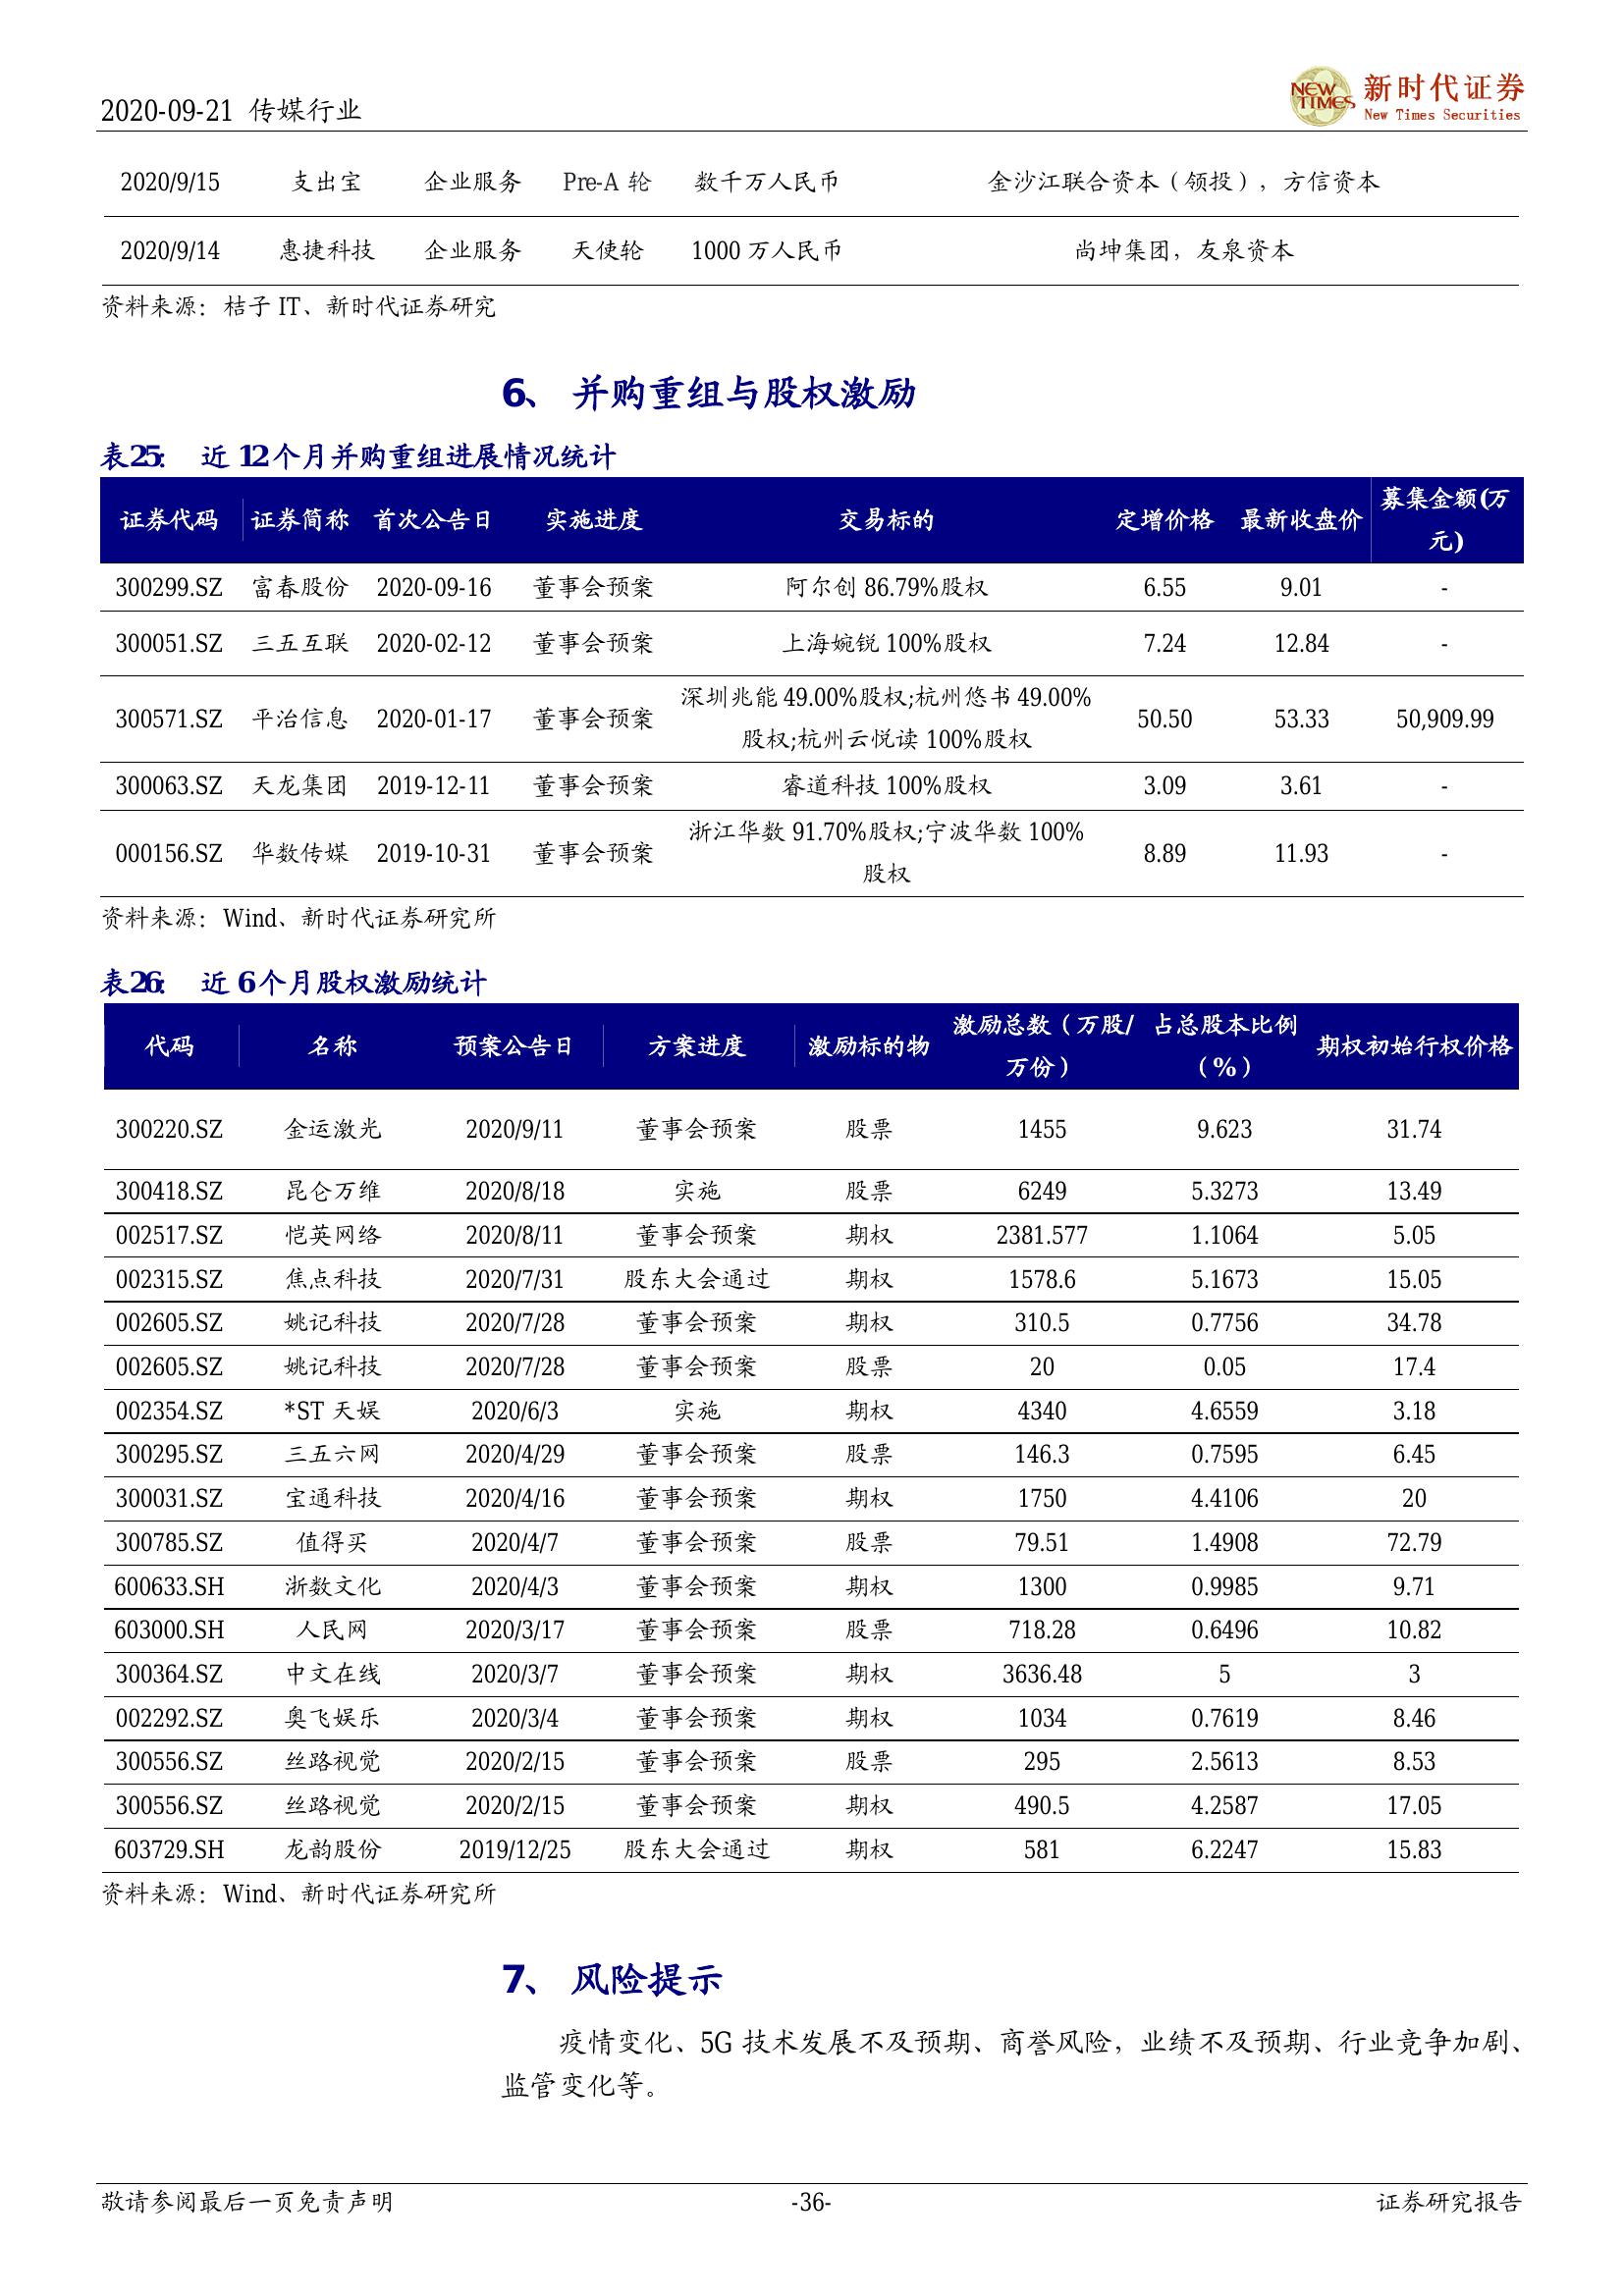 2020-09-21 传媒行业
NEW TIMES 新时代证券
New Times Securities
2020/9/15 支出宝 企业服务 Pre-A 轮 数千万人民币 金沙江联合资本（领投），方信资本
2020/9/14 惠捷科技 企业服务 天使轮 1000 万人民币 尚坤集团，友泉资本
资料来源：桔子 IT、新时代证券研究
6、 并购重组与股权激励
表25： 近 12个月并购重组进展情况统计
证券代码 证券简称 首次公告日 实施进度 交易标的 定增价格 最新收盘价 募集金额(万
元)
300299.SZ 富春股份 2020-09-16 董事会预案 阿尔创 86.79%股权 6.55 9.01 -
300051.SZ 三五互联 2020-02-12 董事会预案 上海婉锐 100%股权 7.24 12.84 -
300571.SZ 平治信息 2020-01-17 董事会预案 深圳兆能 49.00%股权;杭州悠书 49.00%
股权;杭州云悦读 100%股权 50.50 53.33 50,909.99
300063.SZ 天龙集团 2019-12-11 董事会预案 睿道科技 100%股权 3.09 3.61 -
000156.SZ 华数传媒 2019-10-31 董事会预案 浙江华数 91.70%股权;宁波华数 100%
股权 8.89 11.93 -
资料来源：Wind、新时代证券研究所
表26： 近 6个月股权激励统计
代码 名称 预案公告日 方案进度 激励标的物 激励总数（万股/
万份） 占总股本比例
（%） 期权初始行权价格
300220.SZ 金运激光 2020/9/11 董事会预案 股票 1455 9.623 31.74
300418.SZ 昆仑万维 2020/8/18 实施 股票 6249 5.3273 13.49
002517.SZ 恺英网络 2020/8/11 董事会预案 期权 2381.577 1.1064 5.05
002315.SZ 焦点科技 2020/7/31 股东大会通过 期权 1578.6 5.1673 15.05
002605.SZ 姚记科技 2020/7/28 董事会预案 期权 310.5 0.7756 34.78
002605.SZ 姚记科技 2020/7/28 董事会预案 股票 20 0.05 17.4
002354.SZ *ST 天娱 2020/6/3 实施 期权 4340 4.6559 3.18
300295.SZ 三五六网 2020/4/29 董事会预案 股票 146.3 0.7595 6.45
300031.SZ 宝通科技 2020/4/16 董事会预案 期权 1750 4.4106 20
300785.SZ 值得买 2020/4/7 董事会预案 股票 79.51 1.4908 72.79
600633.SH 浙数文化 2020/4/3 董事会预案 期权 1300 0.9985 9.71
603000.SH 人民网 2020/3/17 董事会预案 股票 718.28 0.6496 10.82
300364.SZ 中文在线 2020/3/7 董事会预案 期权 3636.48 5 3
002292.SZ 奥飞娱乐 2020/3/4 董事会预案 期权 1034 0.7619 8.46
300556.SZ 丝路视觉 2020/2/15 董事会预案 股票 295 2.5613 8.53
300556.SZ 丝路视觉 2020/2/15 董事会预案 期权 490.5 4.2587 17.05
603729.SH 龙韵股份 2019/12/25 股东大会通过 期权 581 6.2247 15.83
资料来源：Wind、新时代证券研究所
7、 风险提示
疫情变化、5G 技术发展不及预期、商誉风险，业绩不及预期、行业竞争加剧、
监管变化等。
敬请参阅最后一页免责声明 -36- 证券研究报告